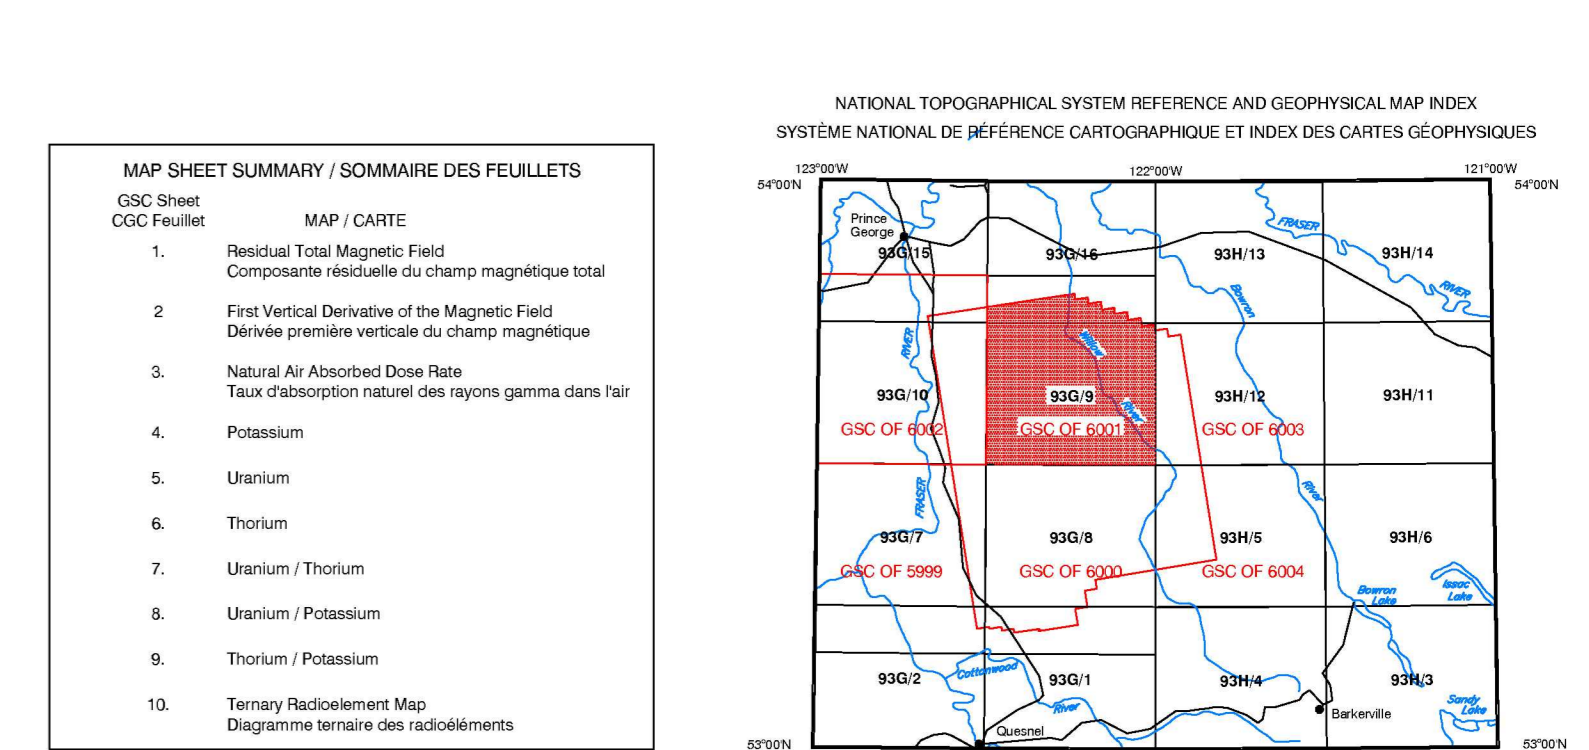 MAP SHEET SUMMARY / SOMMAIRE DES FEUILLETS
GSC Sheet
CGC Feuillet
MAP / CARTE
1. Residual Total Magnetic Field
Composante résiduelle du champ magnétique total
2 First Vertical Derivative of the Magnetic Field
Dérivée première verticale du champ magnétique
3. Natural Air Absorbed Dose Rate
Taux d'absorption naturel des rayons gamma dans l'air
4. Potassium
5. Uranium
6. Thorium
7. Uranium / Thorium
8. Uranium / Potassium
9. Thorium / Potassium
10. Ternary Radioelement Map
Diagramme ternaire des radioéléments
NATIONAL TOPOGRAPHICAL SYSTEM REFERENCE AND GEOPHYSICAL MAP INDEX
SYSTÈME NATIONAL DE RÉFÉRENCE CARTOGRAPHIQUE ET INDEX DES CARTES GÉOPHYSIQUES
123°00'W
122°00'W
121°00'W
54°00'N
54°00'N
Prince
George
FRASER
93G/15
93G/16
93H/13
93H/14
RIVER
Bowron
RIVER
Willow
93G/10
93G/9
93H/12
93H/11
River
GSC OF 6002
GSC OF 6001
GSC OF 6003
FRASER
River
93G/7
93G/8
93H/5
93H/6
GSC OF 5999
GSC OF 6000
GSC OF 6004
Bowron
Lake
Issac
Lake
Cottonwood
93G/2
93G/1
93H/4
93H/3
River
Sandy
Lake
Barkerville
Quesnel
53°00'N
53°00'N